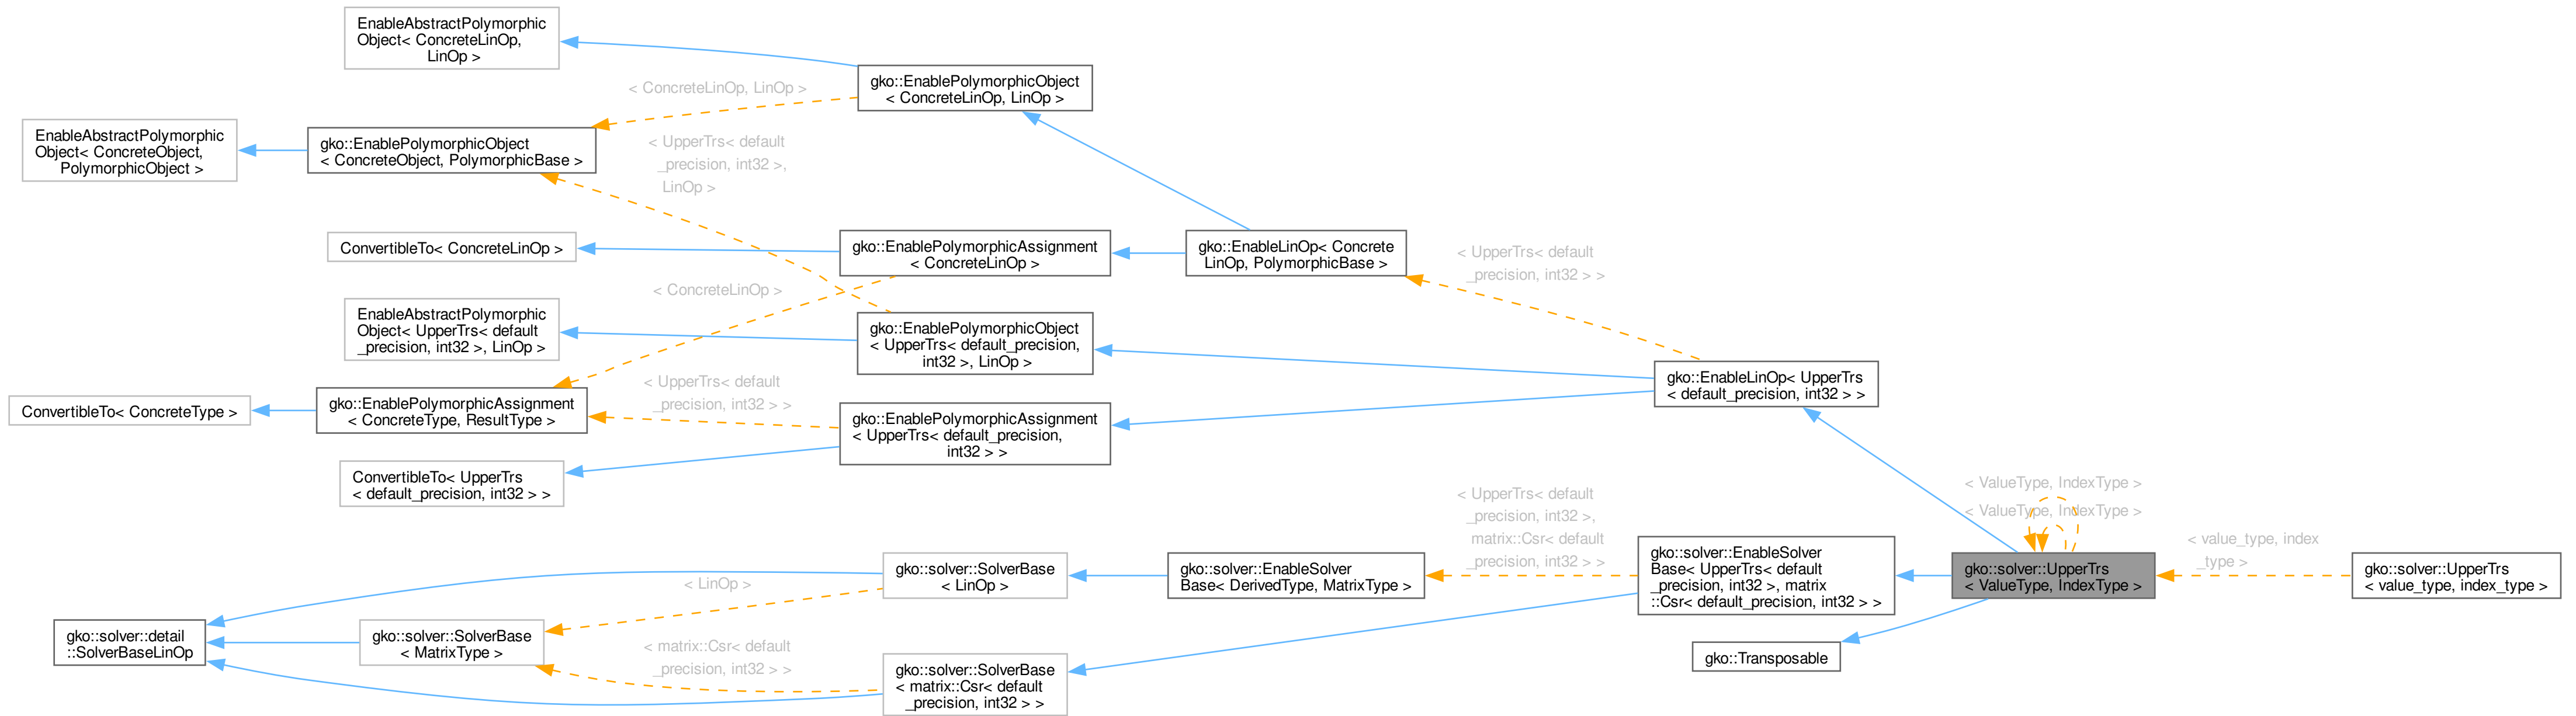 EnableAbstractPolymorphic
Object< ConcreteLinOp,
LinOp >
gko::EnablePolymorphicObject
< ConcreteLinOp, LinOp >
< ConcreteLinOp, LinOp >
EnableAbstractPolymorphic
Object< ConcreteObject,
PolymorphicObject >
gko::EnablePolymorphicObject
< ConcreteObject, PolymorphicBase >
< UpperTrs< default
_precision, int32 >,
LinOp >
ConvertibleTo< ConcreteLinOp >
gko::EnablePolymorphicAssignment
< ConcreteLinOp >
gko::EnableLinOp< Concrete
LinOp, PolymorphicBase >
< UpperTrs< default
_precision, int32 > >
< ConcreteLinOp >
EnableAbstractPolymorphic
Object< UpperTrs< default
_precision, int32 >, LinOp >
gko::EnablePolymorphicObject
< UpperTrs< default_precision,
int32 >, LinOp >
gko::EnableLinOp< UpperTrs
< default_precision, int32 > >
ConvertibleTo< ConcreteType >
gko::EnablePolymorphicAssignment
< ConcreteType, ResultType >
< UpperTrs< default
_precision, int32 > >
gko::EnablePolymorphicAssignment
< UpperTrs< default_precision,
int32 > >
ConvertibleTo< UpperTrs
< default_precision, int32 > >
< UpperTrs< default
_precision, int32 >,
matrix::Csr< default
_precision, int32 > >
< ValueType, IndexType >
< ValueType, IndexType >
gko::solver::SolverBase
< LinOp >
gko::solver::EnableSolver
Base< DerivedType, MatrixType >
gko::solver::EnableSolver
Base< UpperTrs< default
_precision, int32 >, matrix
::Csr< default_precision, int32 > >
gko::solver::UpperTrs
< ValueType, IndexType >
< value_type, index
_type >
gko::solver::UpperTrs
< value_type, index_type >
< LinOp >
gko::solver::detail
::SolverBaseLinOp
gko::solver::SolverBase
< MatrixType >
< matrix::Csr< default
_precision, int32 > >
gko::solver::SolverBase
< matrix::Csr< default
_precision, int32 > >
gko::Transposable